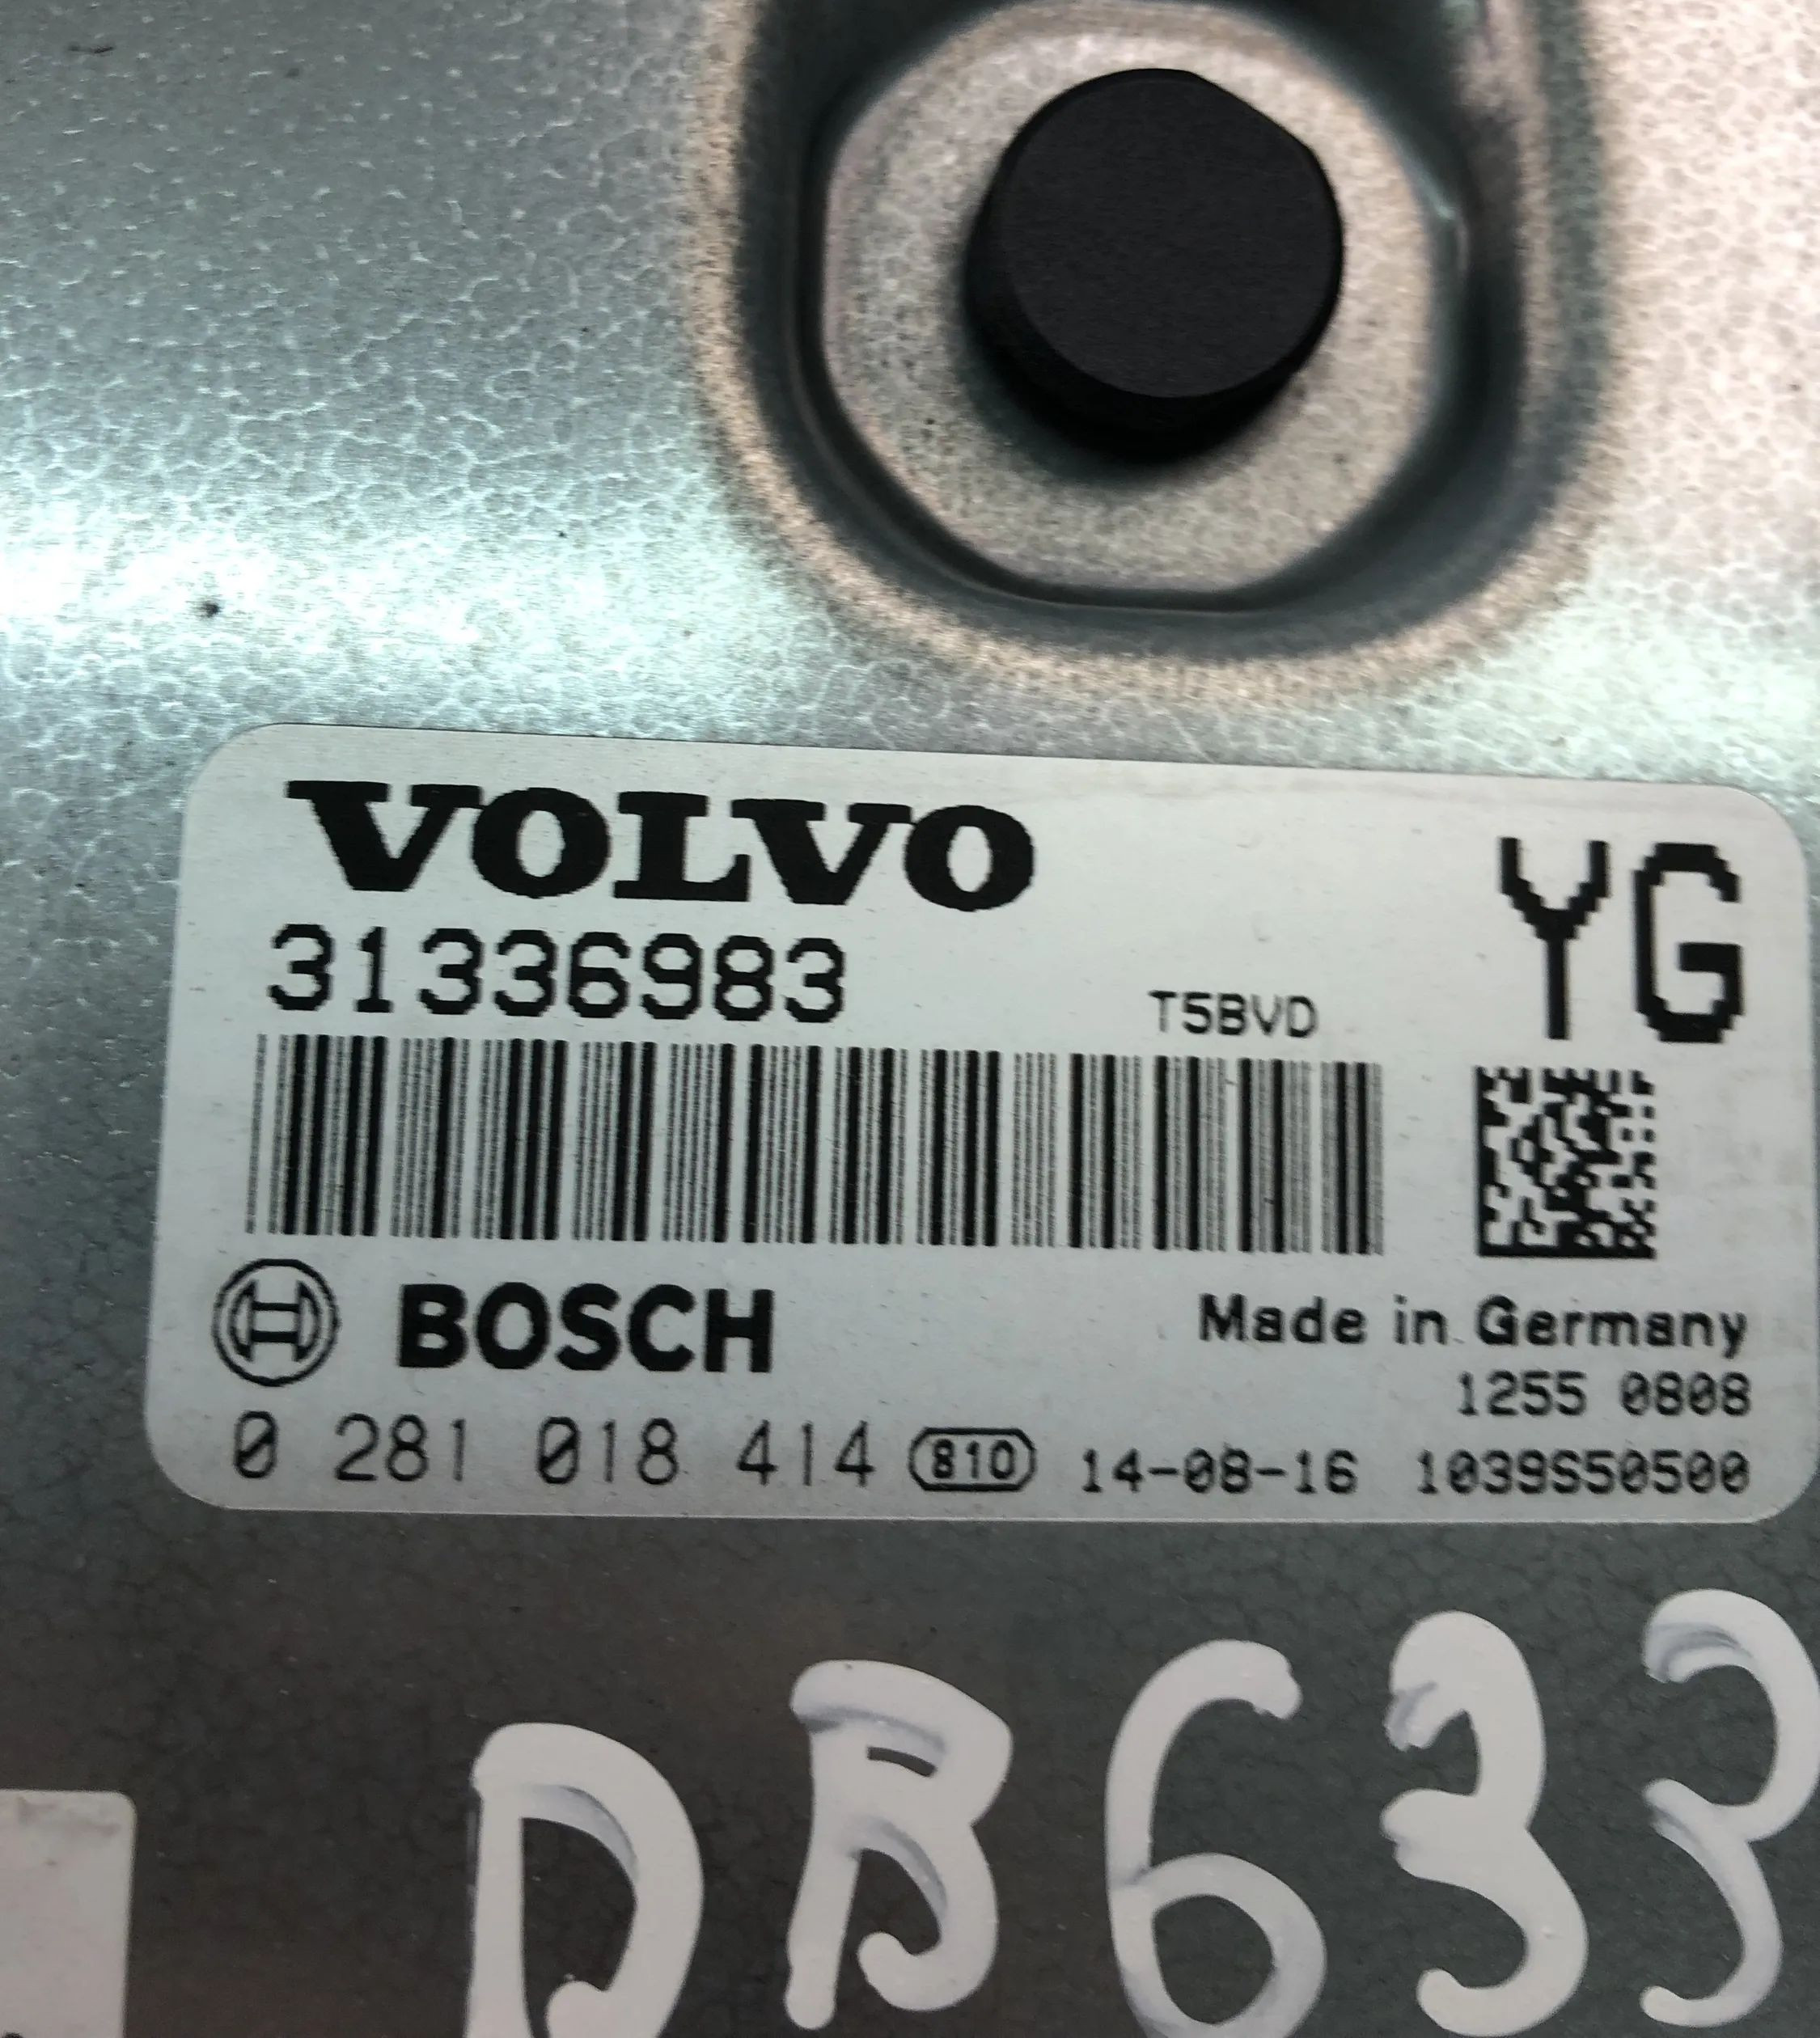 VOLVO
YG
31336983
T5BVD
BOSCH
Made in Germany
1255 0808
0 281 018 414 810 14-08-16 1039S50500
DB633